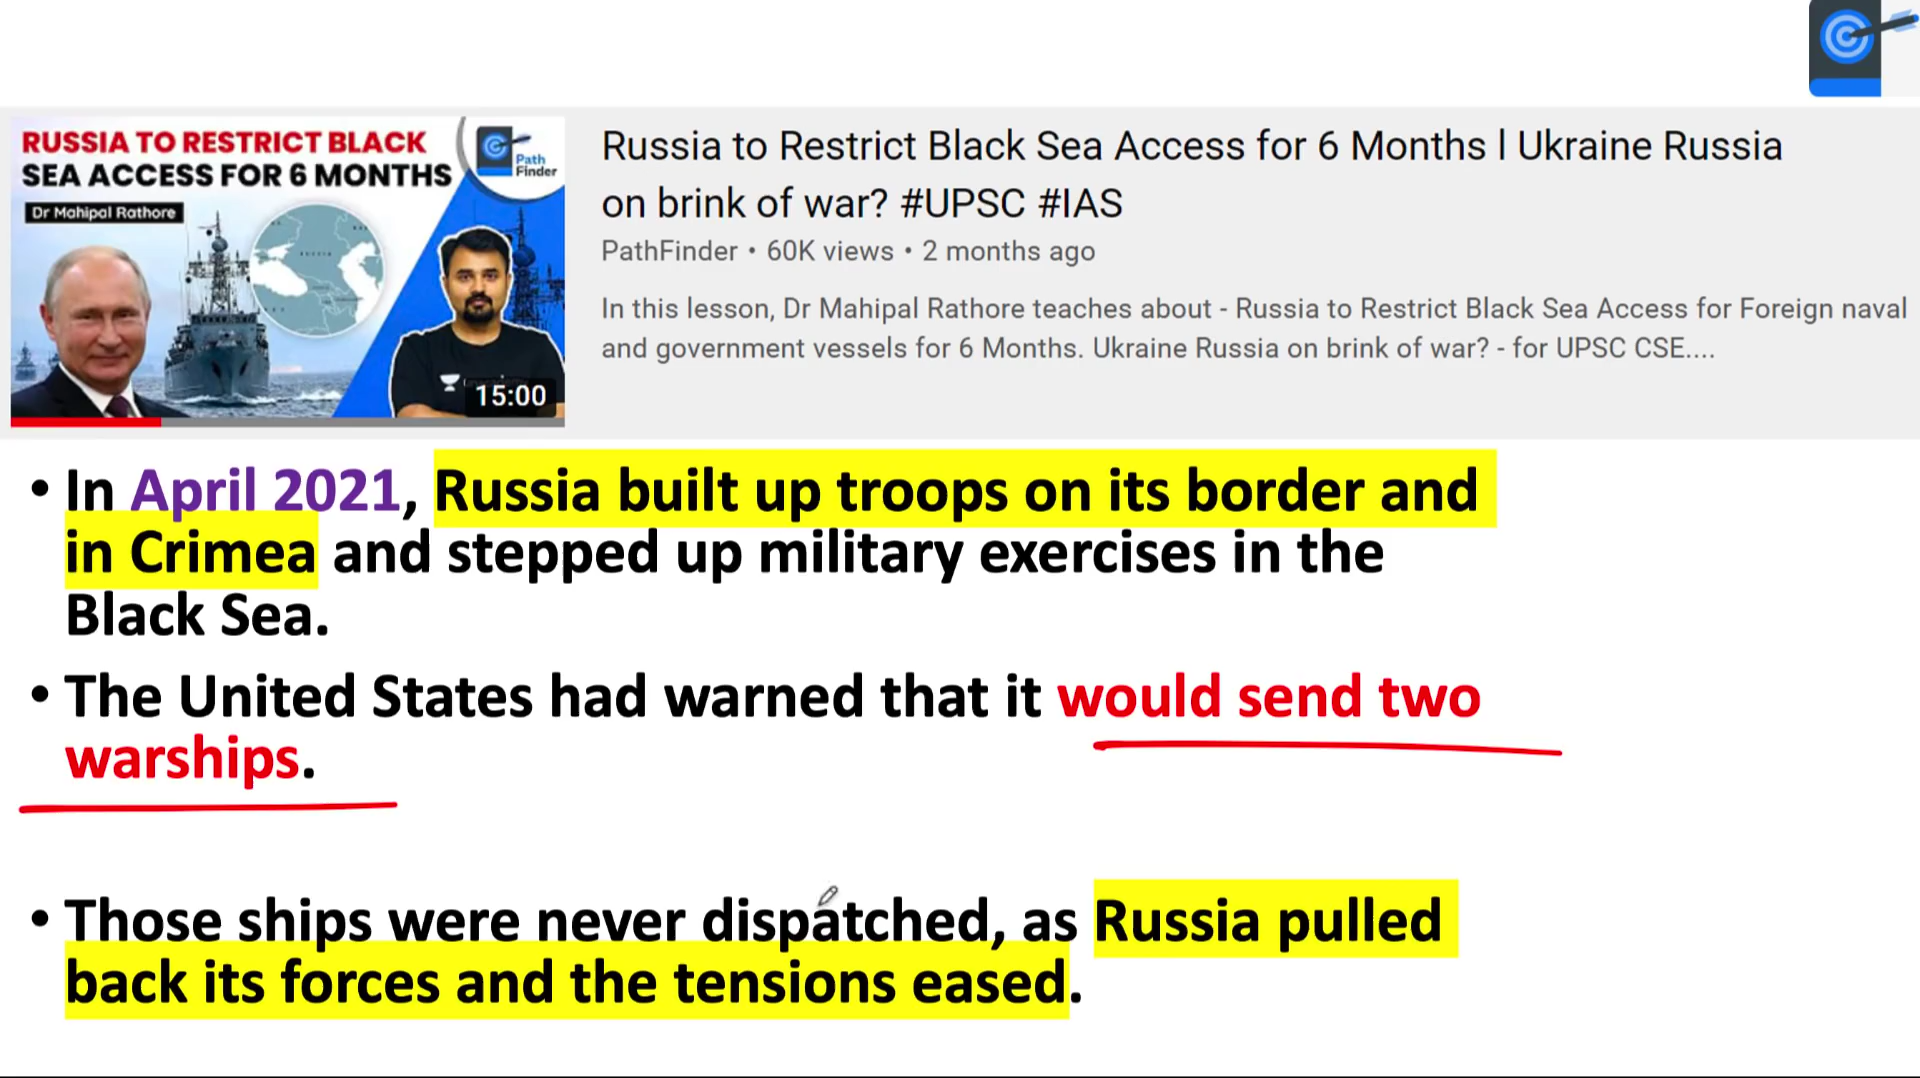 RUSSIA TO RESTRICT BLACK
SEA ACCESS FOR 6 MONTHS
Path
Finder
Dr Mahipal Rathore
15:00
Russia to Restrict Black Sea Access for 6 Months l Ukraine Russia
on brink of war? #UPSC #IAS
PathFinder • 60K views • 2 months ago
In this lesson, Dr Mahipal Rathore teaches about - Russia to Restrict Black Sea Access for Foreign naval
and government vessels for 6 Months. Ukraine Russia on brink of war? - for UPSC CSE....
• In April 2021, Russia built up troops on its border and
in Crimea and stepped up military exercises in the
Black Sea.
• The United States had warned that it would send two
warships.
• Those ships were never dispatched, as Russia pulled
back its forces and the tensions eased.